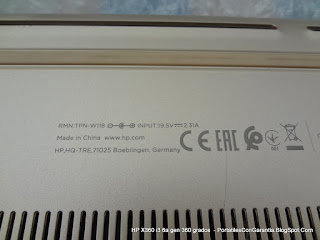 RMN:TPN-W118 INPUT:19.5V⎓2.31A
Made in China www.hp.com
HP,HQ-TRE,71025 Boeblingen, Germany
CE EAC
HP X360 i3 6a gen 360 grados - PortatilesConGarantia.BlogSpot.Com